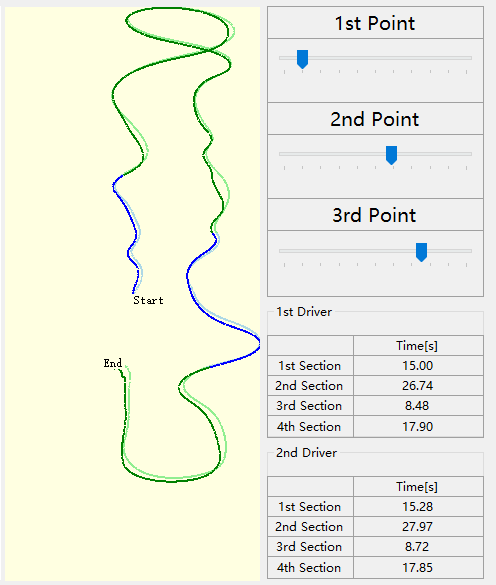 Start
End
1st Point
2nd Point
3rd Point
1st Driver
Time[s]
1st Section 15.00
2nd Section 26.74
3rd Section 8.48
4th Section 17.90
2nd Driver
Time[s]
1st Section 15.28
2nd Section 27.97
3rd Section 8.72
4th Section 17.85